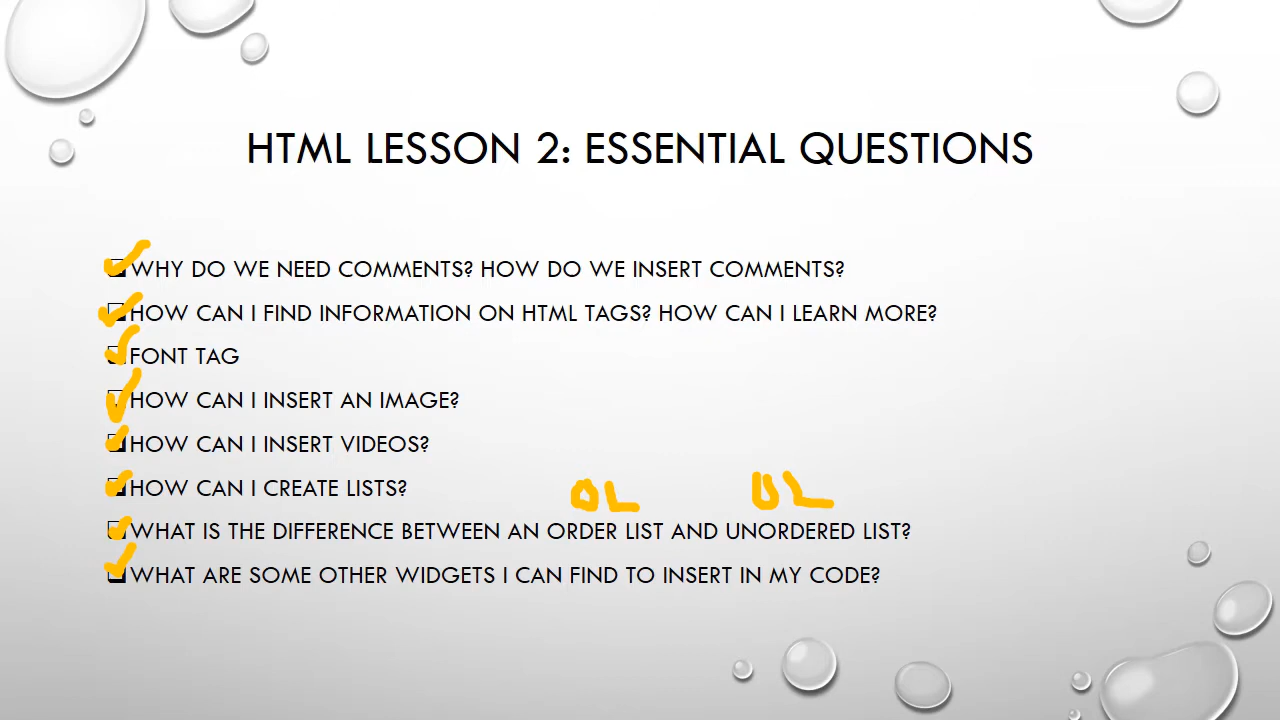 HTML LESSON 2: ESSENTIAL QUESTIONS
WHY DO WE NEED COMMENTS? HOW DO WE INSERT COMMENTS?
HOW CAN I FIND INFORMATION ON HTML TAGS? HOW CAN I LEARN MORE?
FONT TAG
HOW CAN I INSERT AN IMAGE?
HOW CAN I INSERT VIDEOS?
HOW CAN I CREATE LISTS?
OL UL
WHAT IS THE DIFFERENCE BETWEEN AN ORDER LIST AND UNORDERED LIST?
WHAT ARE SOME OTHER WIDGETS I CAN FIND TO INSERT IN MY CODE?